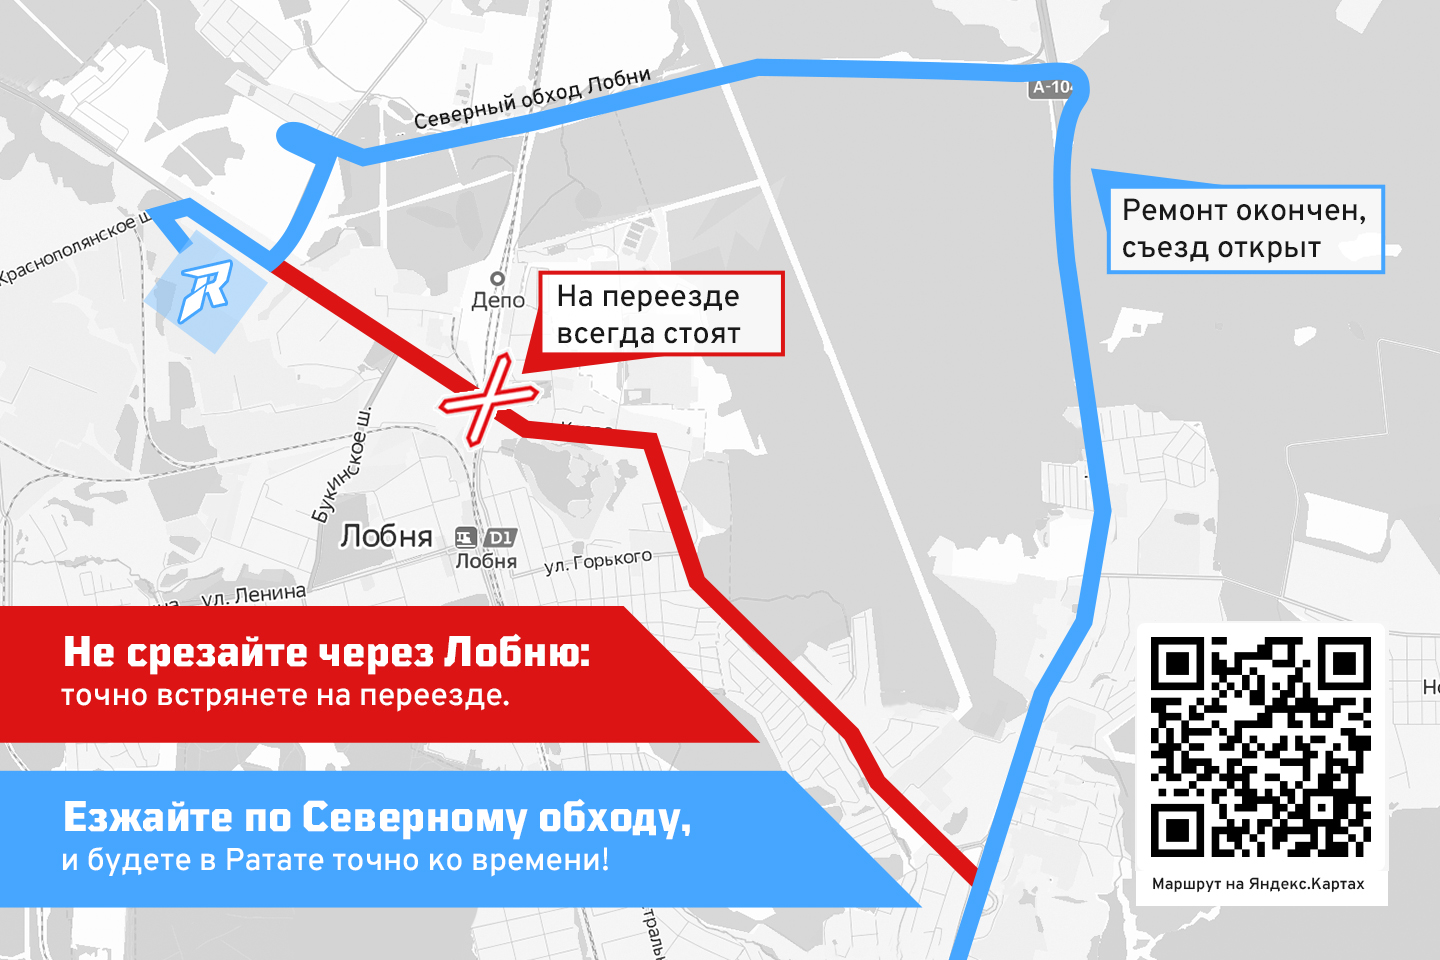 Северный обход Лобни
А-104
Краснополянское ш.
Ремонт окончен,
съезд открыт
На переезде
всегда стоят
Депо
Букинское ш.
Лобня
D1
Лобня
ул. Горького
ул. Ленина
Не срезайте через Лобню:
точно встрянете на переезде.
Езжайте по Северному обходу,
и будете в Ратате точно ко времени!
Маршрут на Яндекс.Картах